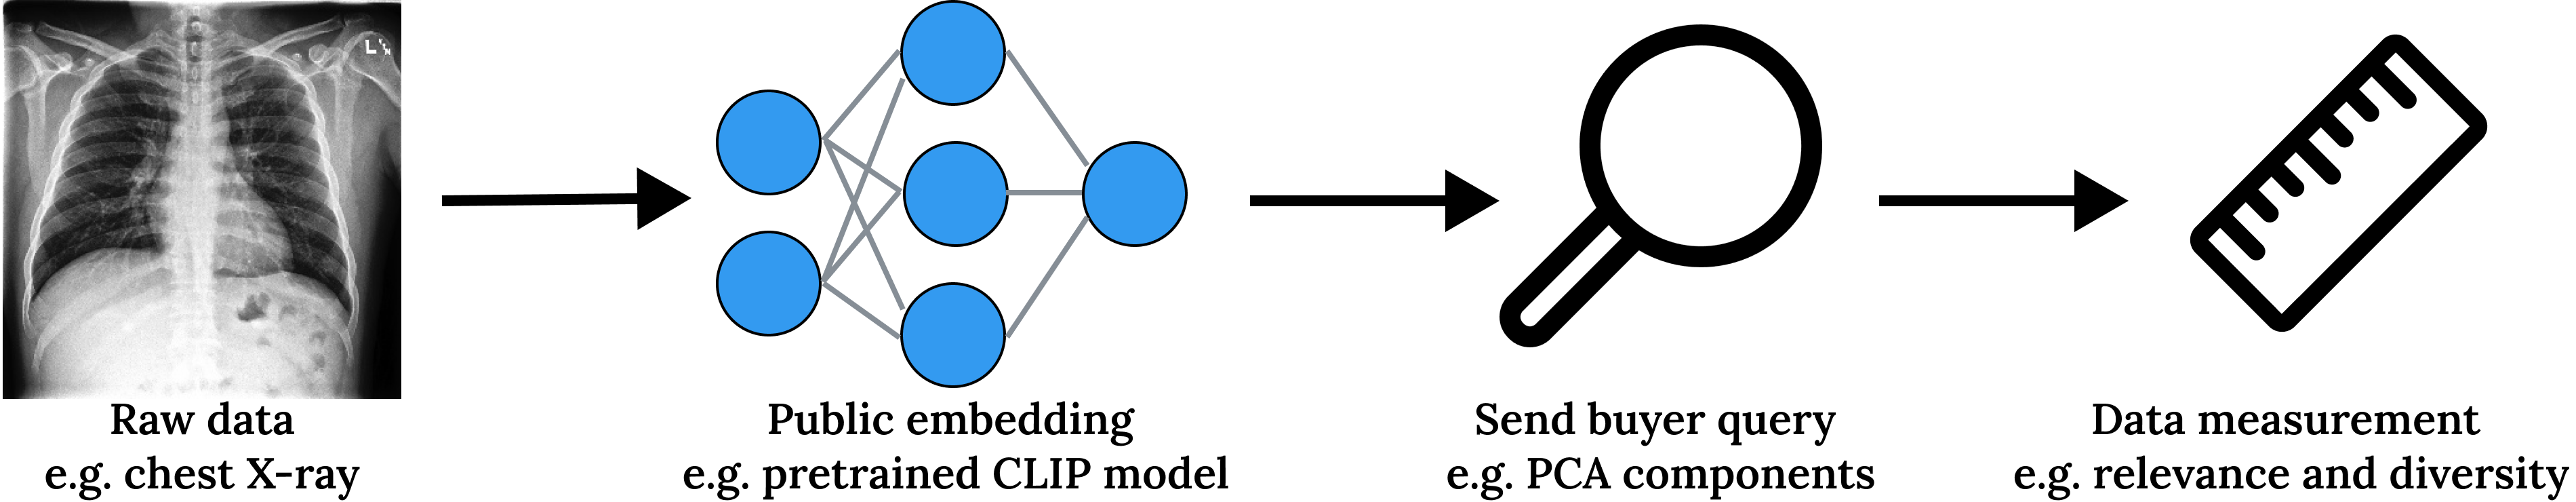 L
Raw data
e.g. chest X-ray
Public embedding
e.g. pretrained CLIP model
Send buyer query
e.g. PCA components
Data measurement
e.g. relevance and diversity